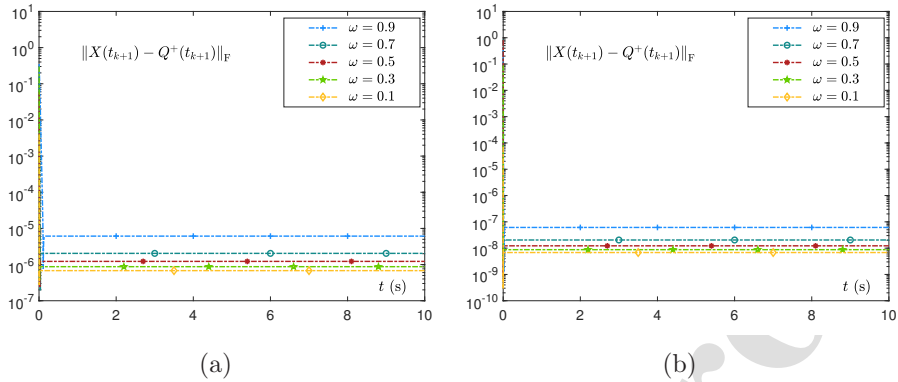 10^1
10^0
10^-1
10^-2
10^-3
10^-4
10^-5
10^-6
10^-7
‖X(t_{k+1}) − Q^+(t_{k+1})‖_F
ω = 0.9
ω = 0.7
ω = 0.5
ω = 0.3
ω = 0.1
t (s)
0 2 4 6 8 10
(a)
10^1
10^0
10^-1
10^-2
10^-3
10^-4
10^-5
10^-6
10^-7
10^-8
10^-9
10^-10
‖X(t_{k+1}) − Q^+(t_{k+1})‖_F
ω = 0.9
ω = 0.7
ω = 0.5
ω = 0.3
ω = 0.1
t (s)
0 2 4 6 8 10
(b)